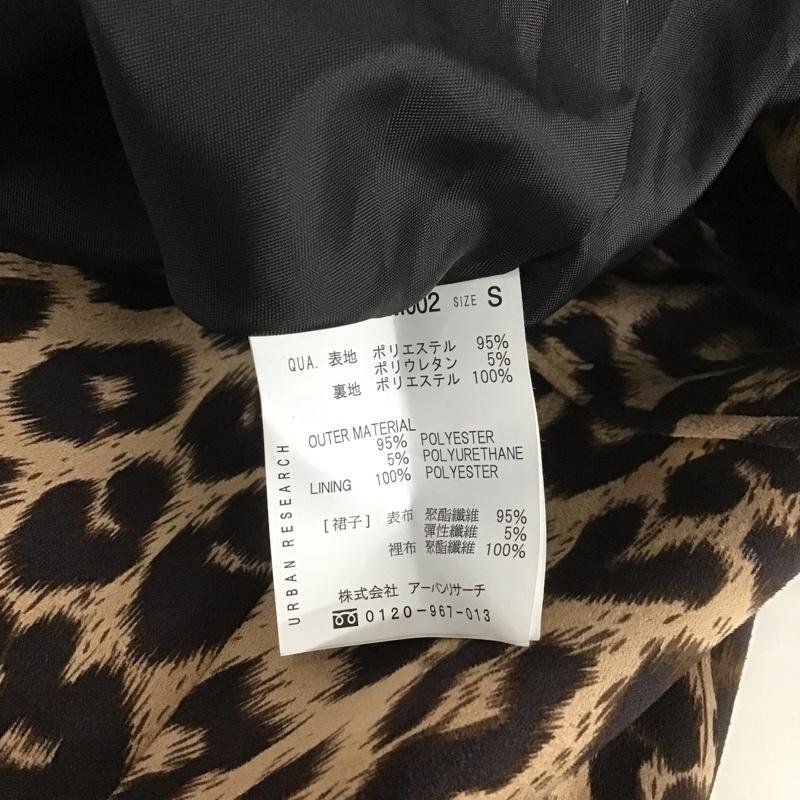 002 SIZE S
QUA. 表地 ポリエステル 95%
ポリウレタン 5%
裏地 ポリエステル 100%
OUTER MATERIAL
95% POLYESTER
5% POLYURETHANE
LINING 100% POLYESTER
[裙子] 表布 聚酯纖維 95%
彈性纖維 5%
裡布 聚酯纖維 100%
株式会社 アーバンリサーチ
0120-967-013
URBAN RESEARCH